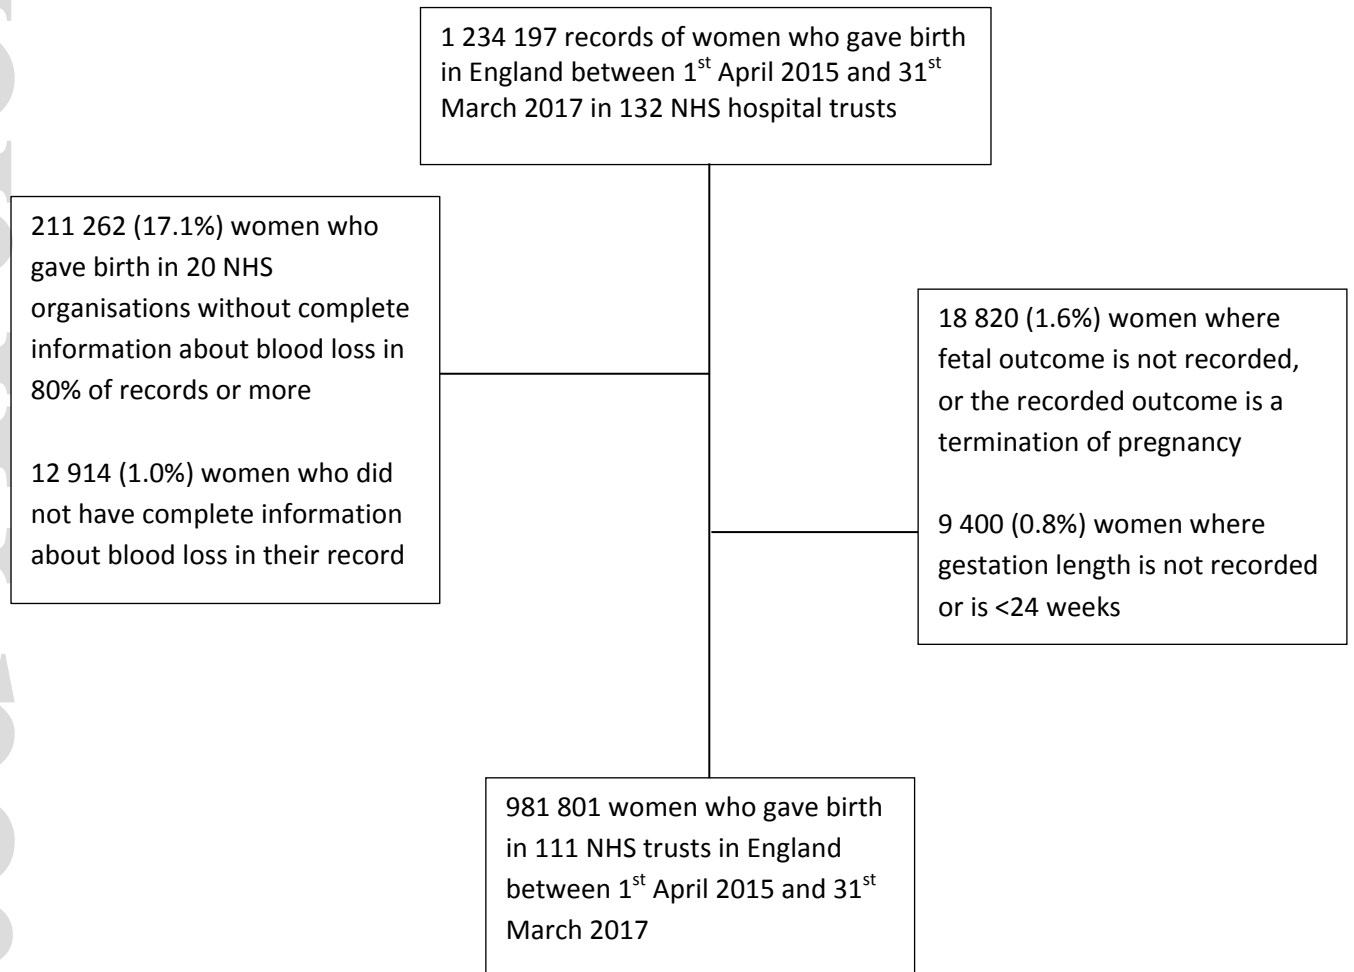 1 234 197 records of women who gave birth
in England between 1st April 2015 and 31st
March 2017 in 132 NHS hospital trusts
211 262 (17.1%) women who
gave birth in 20 NHS
organisations without complete
information about blood loss in
80% of records or more
12 914 (1.0%) women who did
not have complete information
about blood loss in their record
18 820 (1.6%) women where
fetal outcome is not recorded,
or the recorded outcome is a
termination of pregnancy
9 400 (0.8%) women where
gestation length is not recorded
or is <24 weeks
981 801 women who gave birth
in 111 NHS trusts in England
between 1st April 2015 and 31st
March 2017